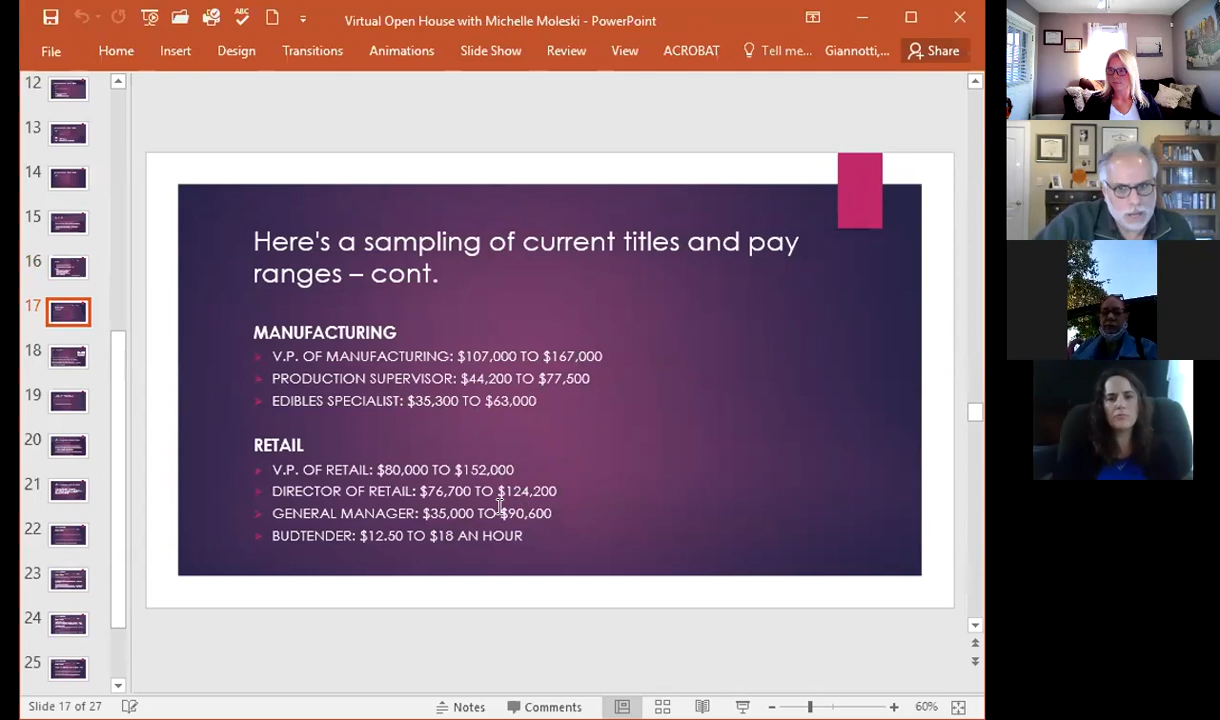 Virtual Open House with Michelle Moleski - PowerPoint
File Home Insert Design Transitions Animations Slide Show Review View ACROBAT Tell me... Giannotti,... Share
ABC
12
13
14
15
16
17
18
19
20
21
22
23
24
25
Here's a sampling of current titles and pay
ranges – cont.
MANUFACTURING
V.P. OF MANUFACTURING: $107,000 TO $167,000
PRODUCTION SUPERVISOR: $44,200 TO $77,500
EDIBLES SPECIALIST: $35,300 TO $63,000
RETAIL
V.P. OF RETAIL: $80,000 TO $152,000
DIRECTOR OF RETAIL: $76,700 TO $124,200
GENERAL MANAGER: $35,000 TO $90,600
BUDTENDER: $12.50 TO $18 AN HOUR
Slide 17 of 27 Notes Comments 60%